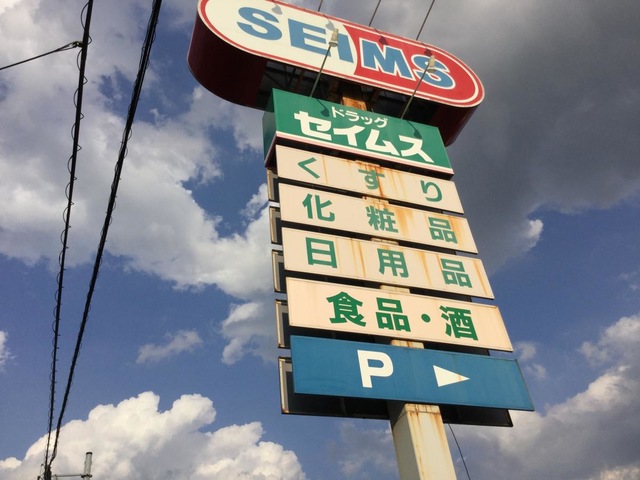 SEIMS
ドラッグ
セイムス
くすり
化粧品
日用品
食品・酒
P